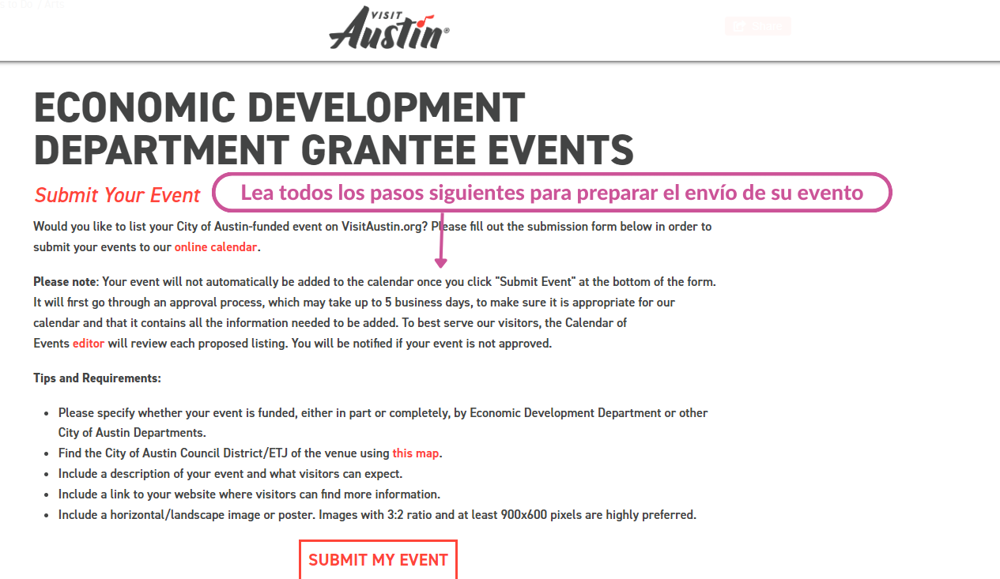 s to Do / Arts
VISIT
Austin®
Share
ECONOMIC DEVELOPMENT
DEPARTMENT GRANTEE EVENTS
Submit Your Event
Lea todos los pasos siguientes para preparar el envío de su evento
Would you like to list your City of Austin-funded event on VisitAustin.org? Please fill out the submission form below in order to
submit your events to our online calendar.
Please note: Your event will not automatically be added to the calendar once you click "Submit Event" at the bottom of the form.
It will first go through an approval process, which may take up to 5 business days, to make sure it is appropriate for our
calendar and that it contains all the information needed to be added. To best serve our visitors, the Calendar of
Events editor will review each proposed listing. You will be notified if your event is not approved.
Tips and Requirements:
• Please specify whether your event is funded, either in part or completely, by Economic Development Department or other
City of Austin Departments.
• Find the City of Austin Council District/ETJ of the venue using this map.
• Include a description of your event and what visitors can expect.
• Include a link to your website where visitors can find more information.
• Include a horizontal/landscape image or poster. Images with 3:2 ratio and at least 900x600 pixels are highly preferred.
SUBMIT MY EVENT